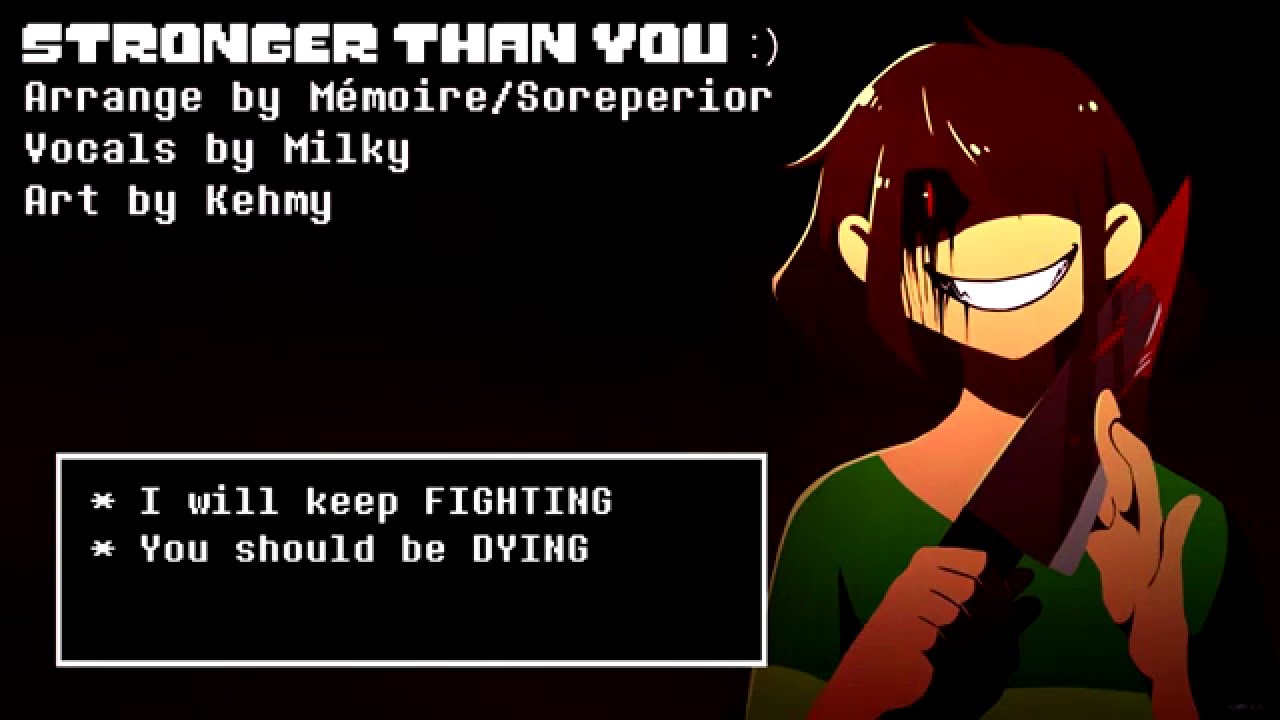 STRONGER THAN YOU :)
Arrange by Mémoire/Soreperior
Vocals by Milky
Art by Kehmy
* I will keep FIGHTING
* You should be DYING